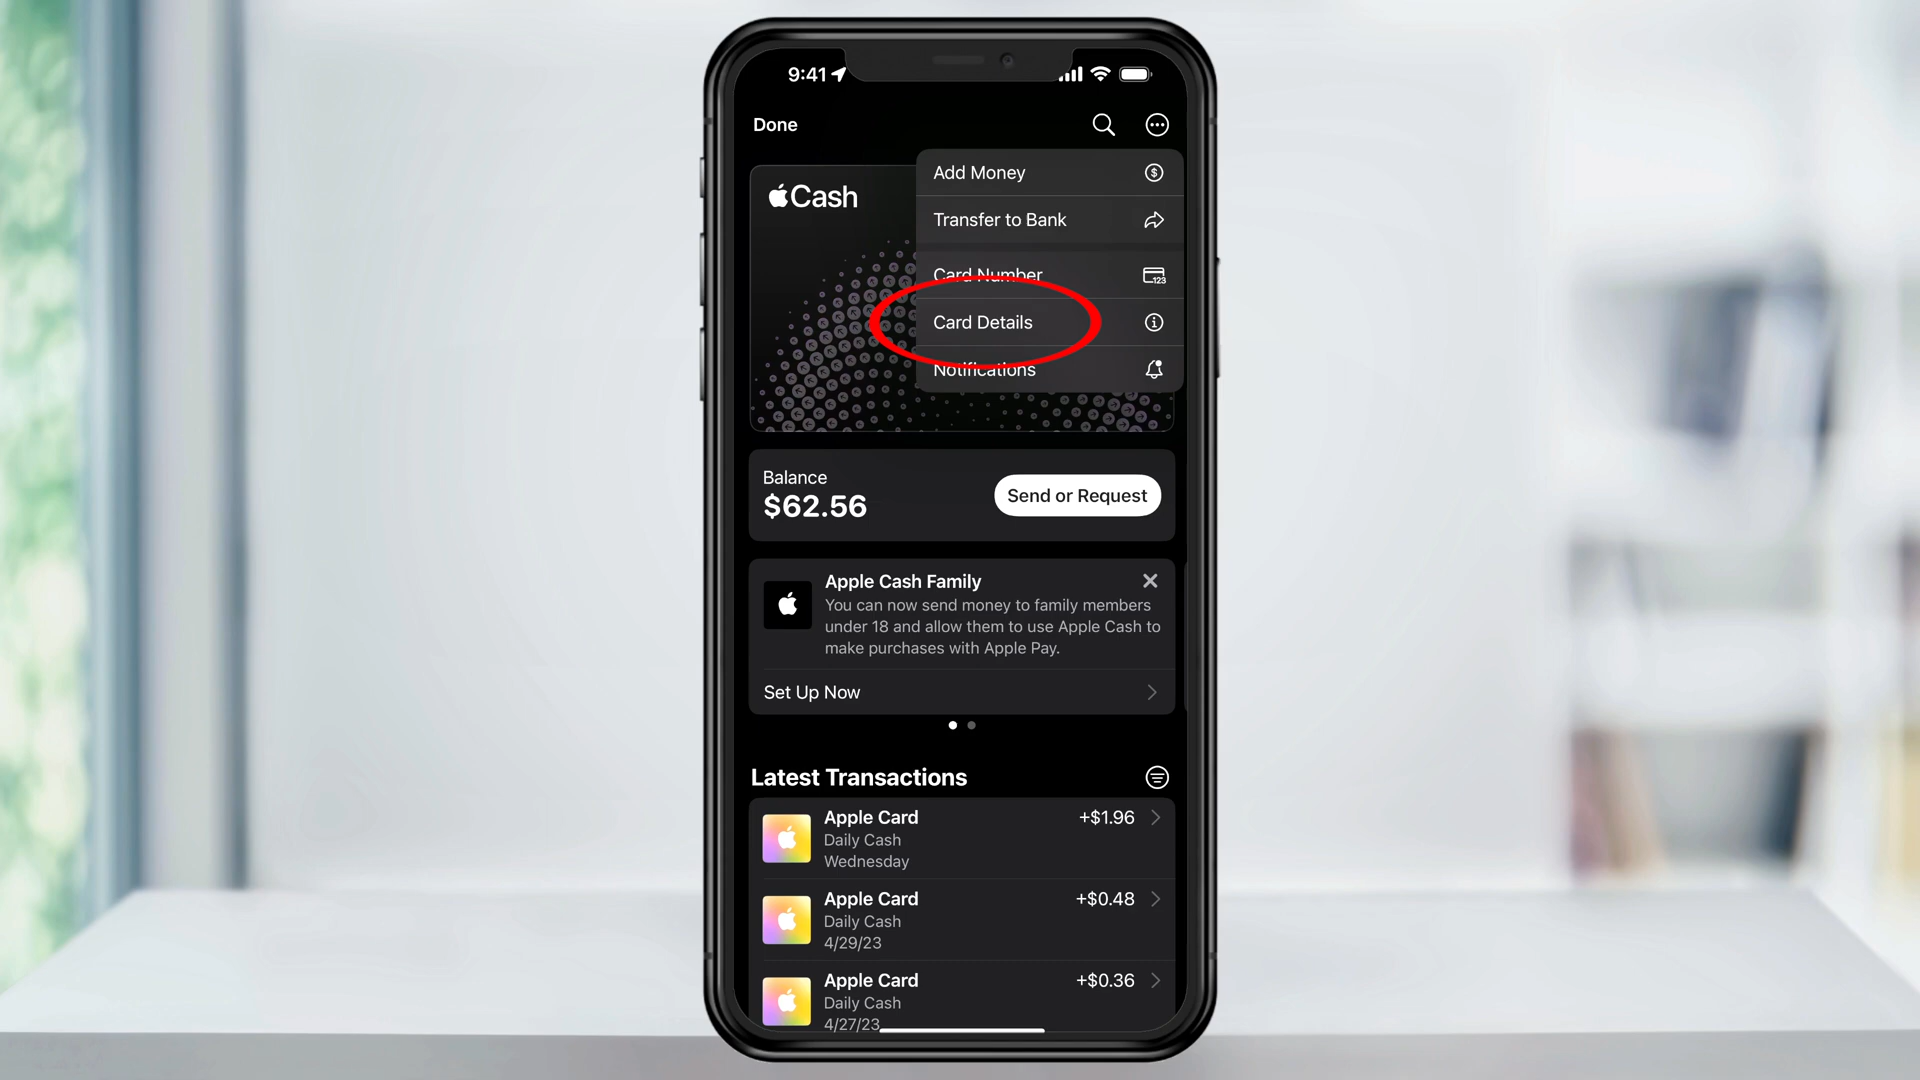 9:41
Done
Add Money
Cash
Transfer to Bank
Card Number
123
Card Details
Notifications
Balance
$62.56
Send or Request
Apple Cash Family
You can now send money to family members
under 18 and allow them to use Apple Cash to
make purchases with Apple Pay.
Set Up Now
Latest Transactions
Apple Card +$1.96
Daily Cash
Wednesday
Apple Card +$0.48
Daily Cash
4/29/23
Apple Card +$0.36
Daily Cash
4/27/23